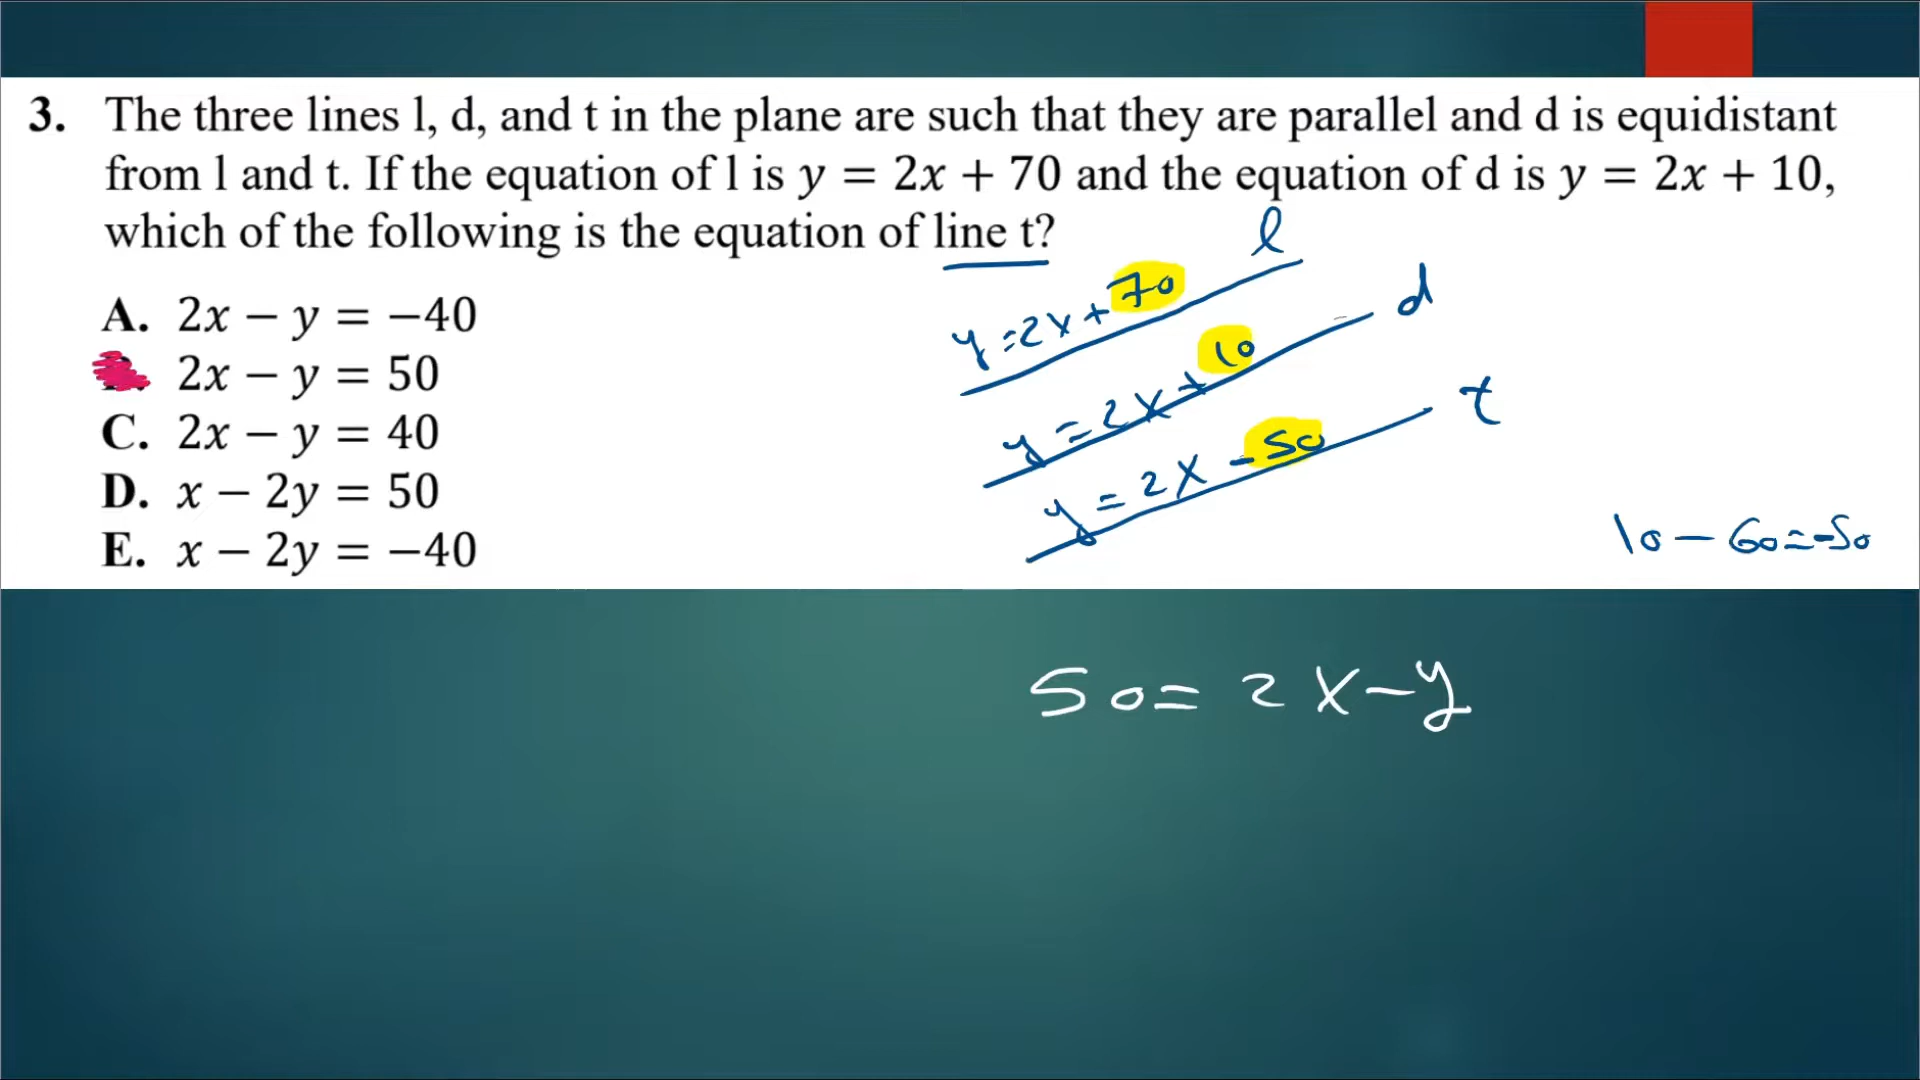 3. The three lines l, d, and t in the plane are such that they are parallel and d is equidistant
from l and t. If the equation of l is y = 2x + 70 and the equation of d is y = 2x + 10,
which of the following is the equation of line t?
A. 2x − y = −40
2x − y = 50
C. 2x − y = 40
D. x − 2y = 50
E. x − 2y = −40
l
y=2x+70
d
y=2x+10
t
y=2x-50
10-60=-50
50=2x-y